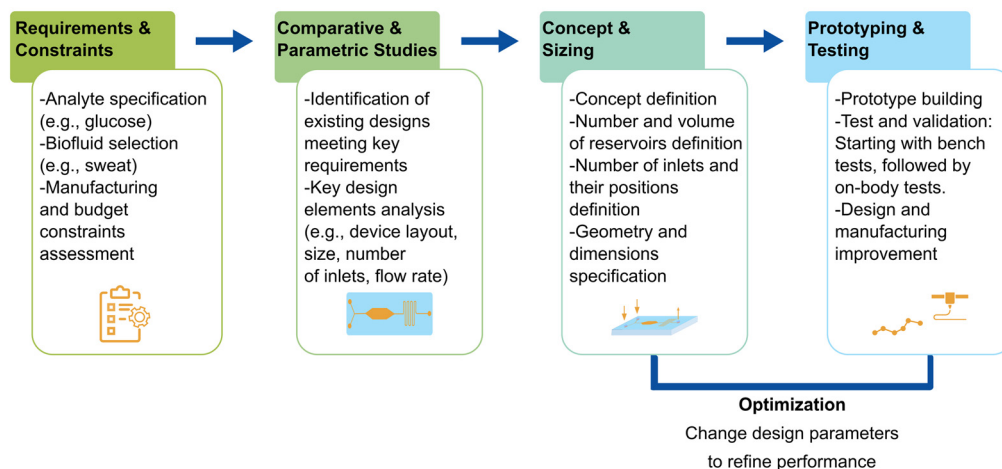 Requirements &
Constraints
-Analyte specification
(e.g., glucose)
-Biofluid selection
(e.g., sweat)
-Manufacturing
and budget
constraints
assessment
Comparative &
Parametric Studies
-Identification of
existing designs
meeting key
requirements
-Key design
elements analysis
(e.g., device layout,
size, number
of inlets, flow rate)
Concept &
Sizing
-Concept definition
-Number and volume
of reservoirs definition
-Number of inlets and
their positions
definition
-Geometry and
dimensions
specification
Prototyping &
Testing
-Prototype building
-Test and validation:
Starting with bench
tests, followed by
on-body tests.
-Design and
manufacturing
improvement
Optimization
Change design parameters
to refine performance